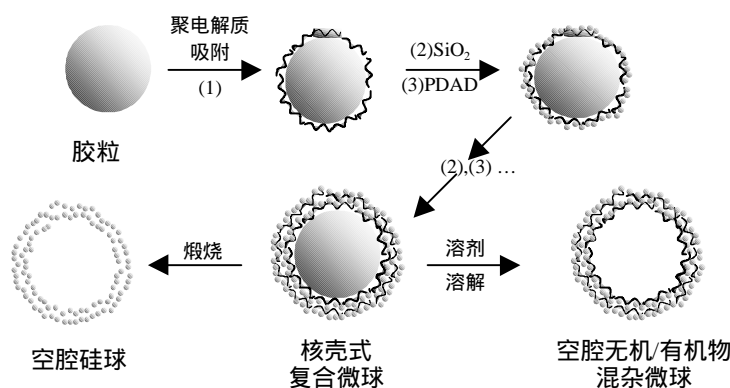 聚电解质
吸附
(1)
(2)SiO₂
(3)PDAD
胶粒
(2),(3) …
煅烧
溶剂
溶解
空腔硅球
核壳式
复合微球
空腔无机/有机物
混杂微球